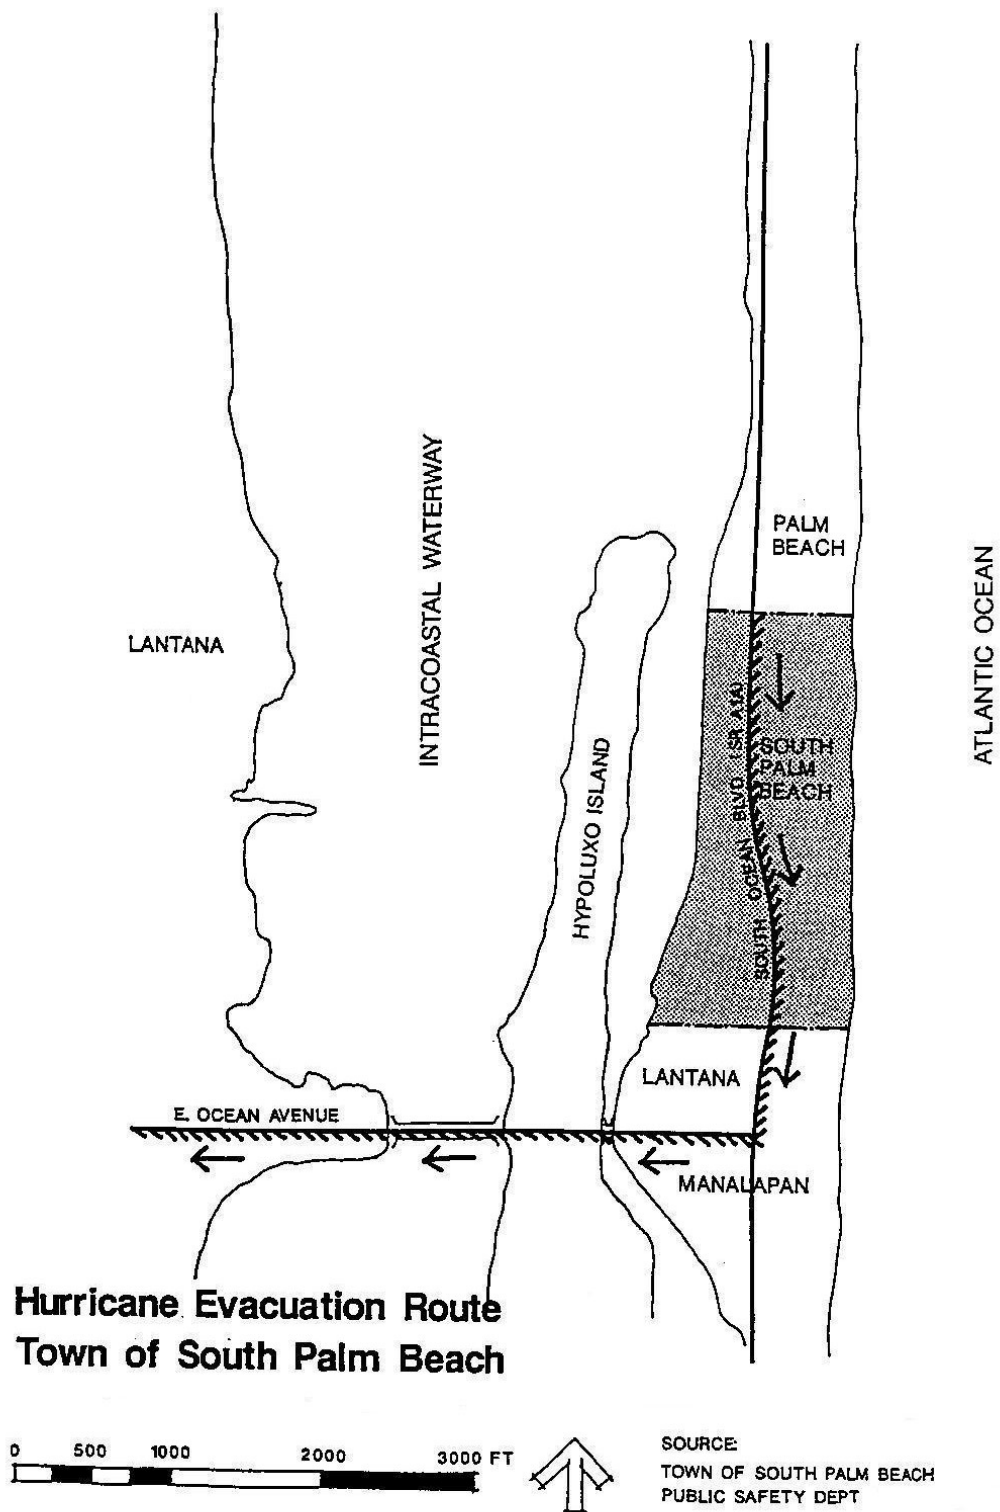 PALM
BEACH
INTRACOASTAL WATERWAY
ATLANTIC OCEAN
LANTANA
SOUTH OCEAN BLVD. (SR A1A)
SOUTH
PALM
BEACH
HYPOLUXO ISLAND
LANTANA
E. OCEAN AVENUE
MANALAPAN
Hurricane Evacuation Route
Town of South Palm Beach
0 500 1000 2000 3000 FT
SOURCE:
TOWN OF SOUTH PALM BEACH
PUBLIC SAFETY DEPT